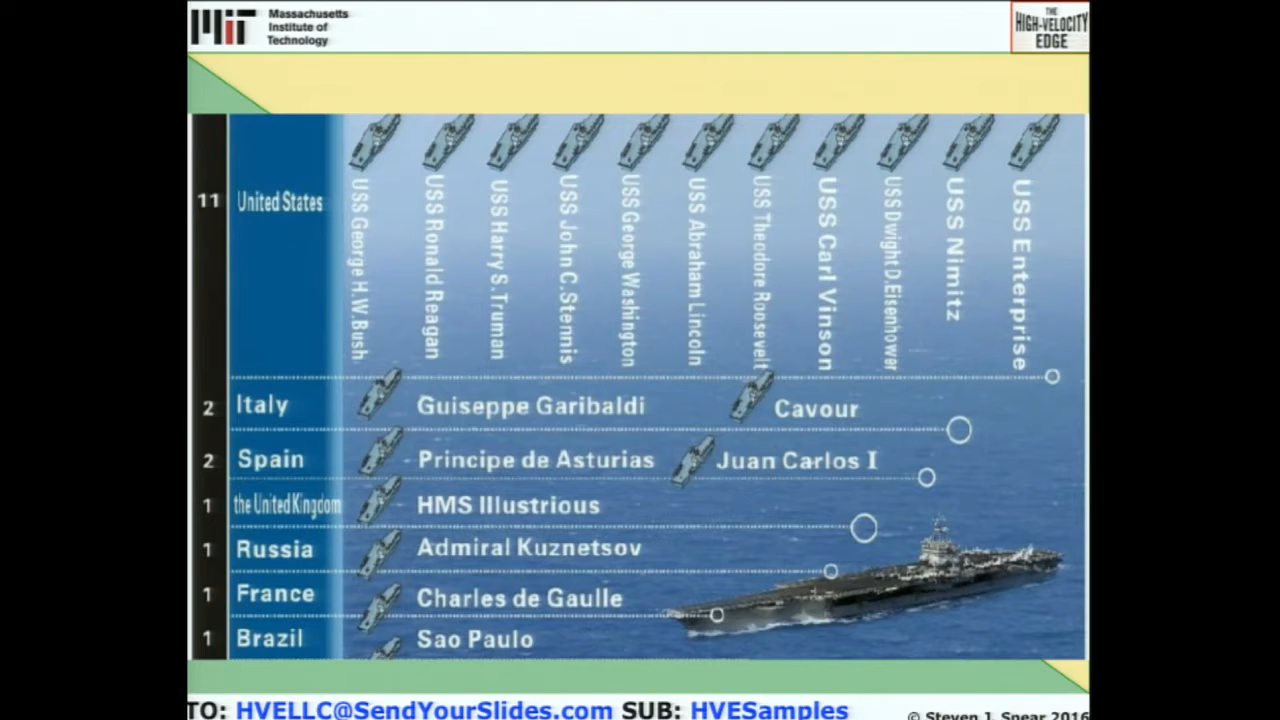 MIT
Massachusetts
Institute of
Technology
THE
HIGH-VELOCITY
EDGE
11
United States
USS George H.W.Bush
USS Ronald Reagan
USS Harry S.Truman
USS John C.Stennis
USS George Washington
USS Abraham Lincoln
USS Theodore Roosevelt
USS Carl Vinson
USS Dwight D.Eisenhower
USS Nimitz
USS Enterprise
2 Italy Guiseppe Garibaldi Cavour
2 Spain Principe de Asturias Juan Carlos I
1 the United Kingdom HMS Illustrious
1 Russia Admiral Kuznetsov
1 France Charles de Gaulle
1 Brazil Sao Paulo
TO: HVELLC@SendYourSlides.com SUB: HVESamples
© Steven J. Spear 2016